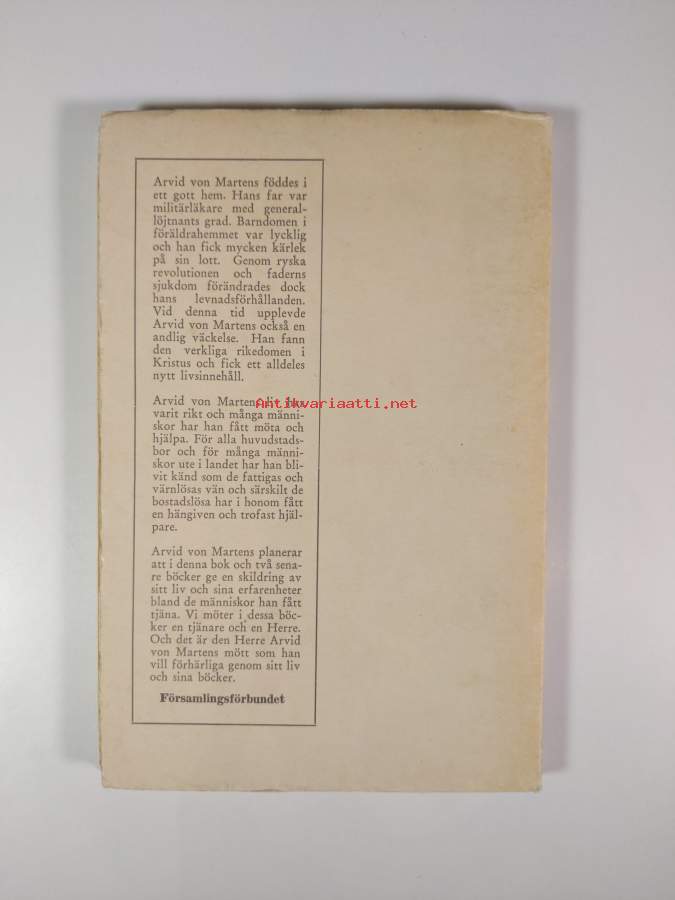 Arvid von Martens föddes i
ett gott hem. Hans far var
militärläkare med general-
löjtnants grad. Barndomen i
föräldrahemmet var lycklig
och han fick mycken kärlek
på sin lott. Genom ryska
revolutionen och faderns
sjukdom förändrades dock
hans levnadsförhållanden.
Vid denna tid upplevde
Arvid von Martens också en
andlig väckelse. Han fann
den verkliga rikedomen i
Kristus och fick ett alldeles
nytt livsinnehåll.
Arvid von Martens liv har
Antikvariaatti.net
varit rikt och många männi-
skor har han fått möta och
hjälpa. För alla huvudstads-
bor och för många männi-
skor ute i landet har han bli-
vit känd som de fattigas och
värnlösas vän och särskilt de
bostadslösa har i honom fått
en hängiven och trofast hjäl-
pare.
Arvid von Martens planerar
att i denna bok och två sena-
re böcker ge en skildring av
sitt liv och sina erfarenheter
bland de människor han fått
tjäna. Vi möter i dessa böc-
ker en tjänare och en Herre.
Och det är den Herre Arvid
von Martens mött som han
vill förhärliga genom sitt liv
och sina böcker.
Församlingsförbundet